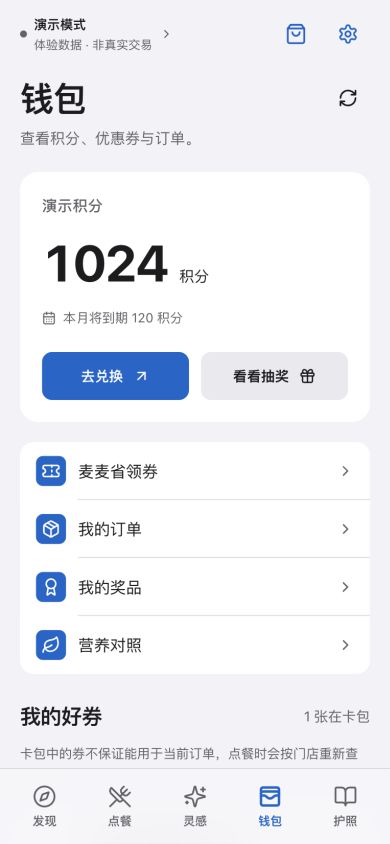 演示模式
体验数据 · 非真实交易
钱包
查看积分、优惠券与订单。
演示积分
1024 积分
本月将到期 120 积分
去兑换
看看抽奖
麦麦省领券
我的订单
我的奖品
营养对照
我的好券
1 张在卡包
卡包中的券不保证能用于当前订单，点餐时会按门店重新查
发现
点餐
灵感
钱包
护照